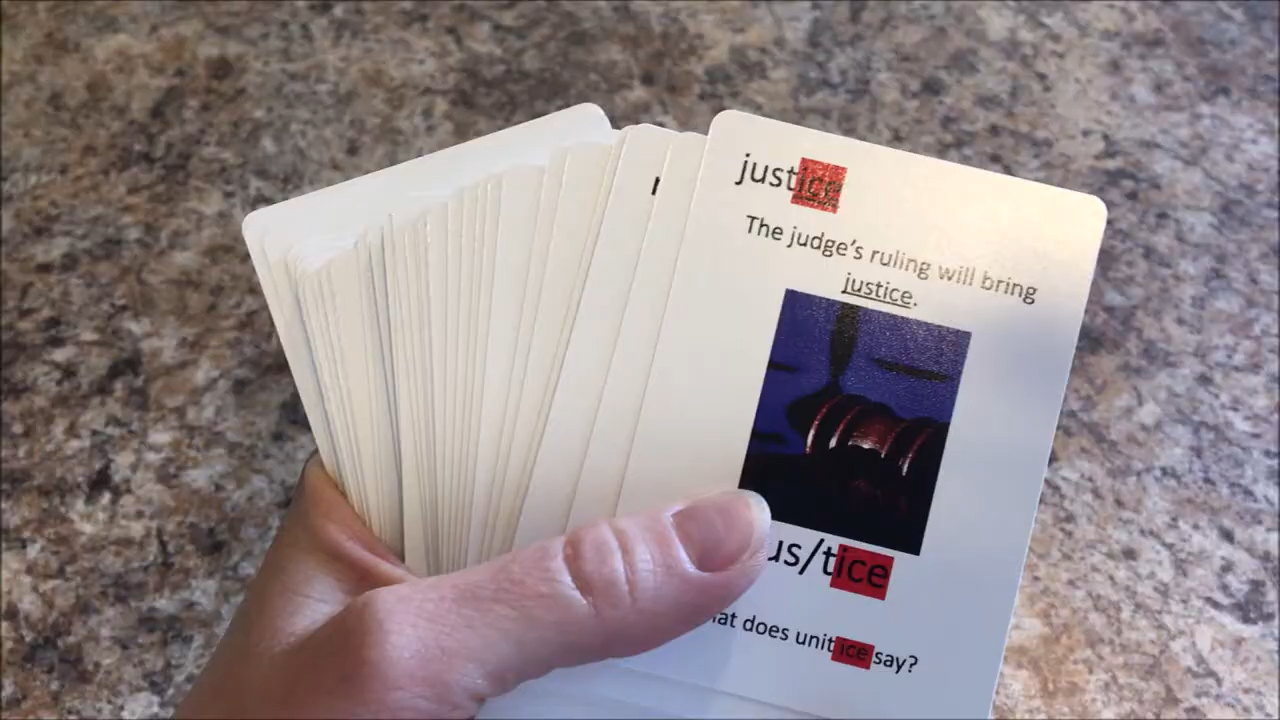 justice
The judge's ruling will bring
justice.
us/tice
at does unit ice say?